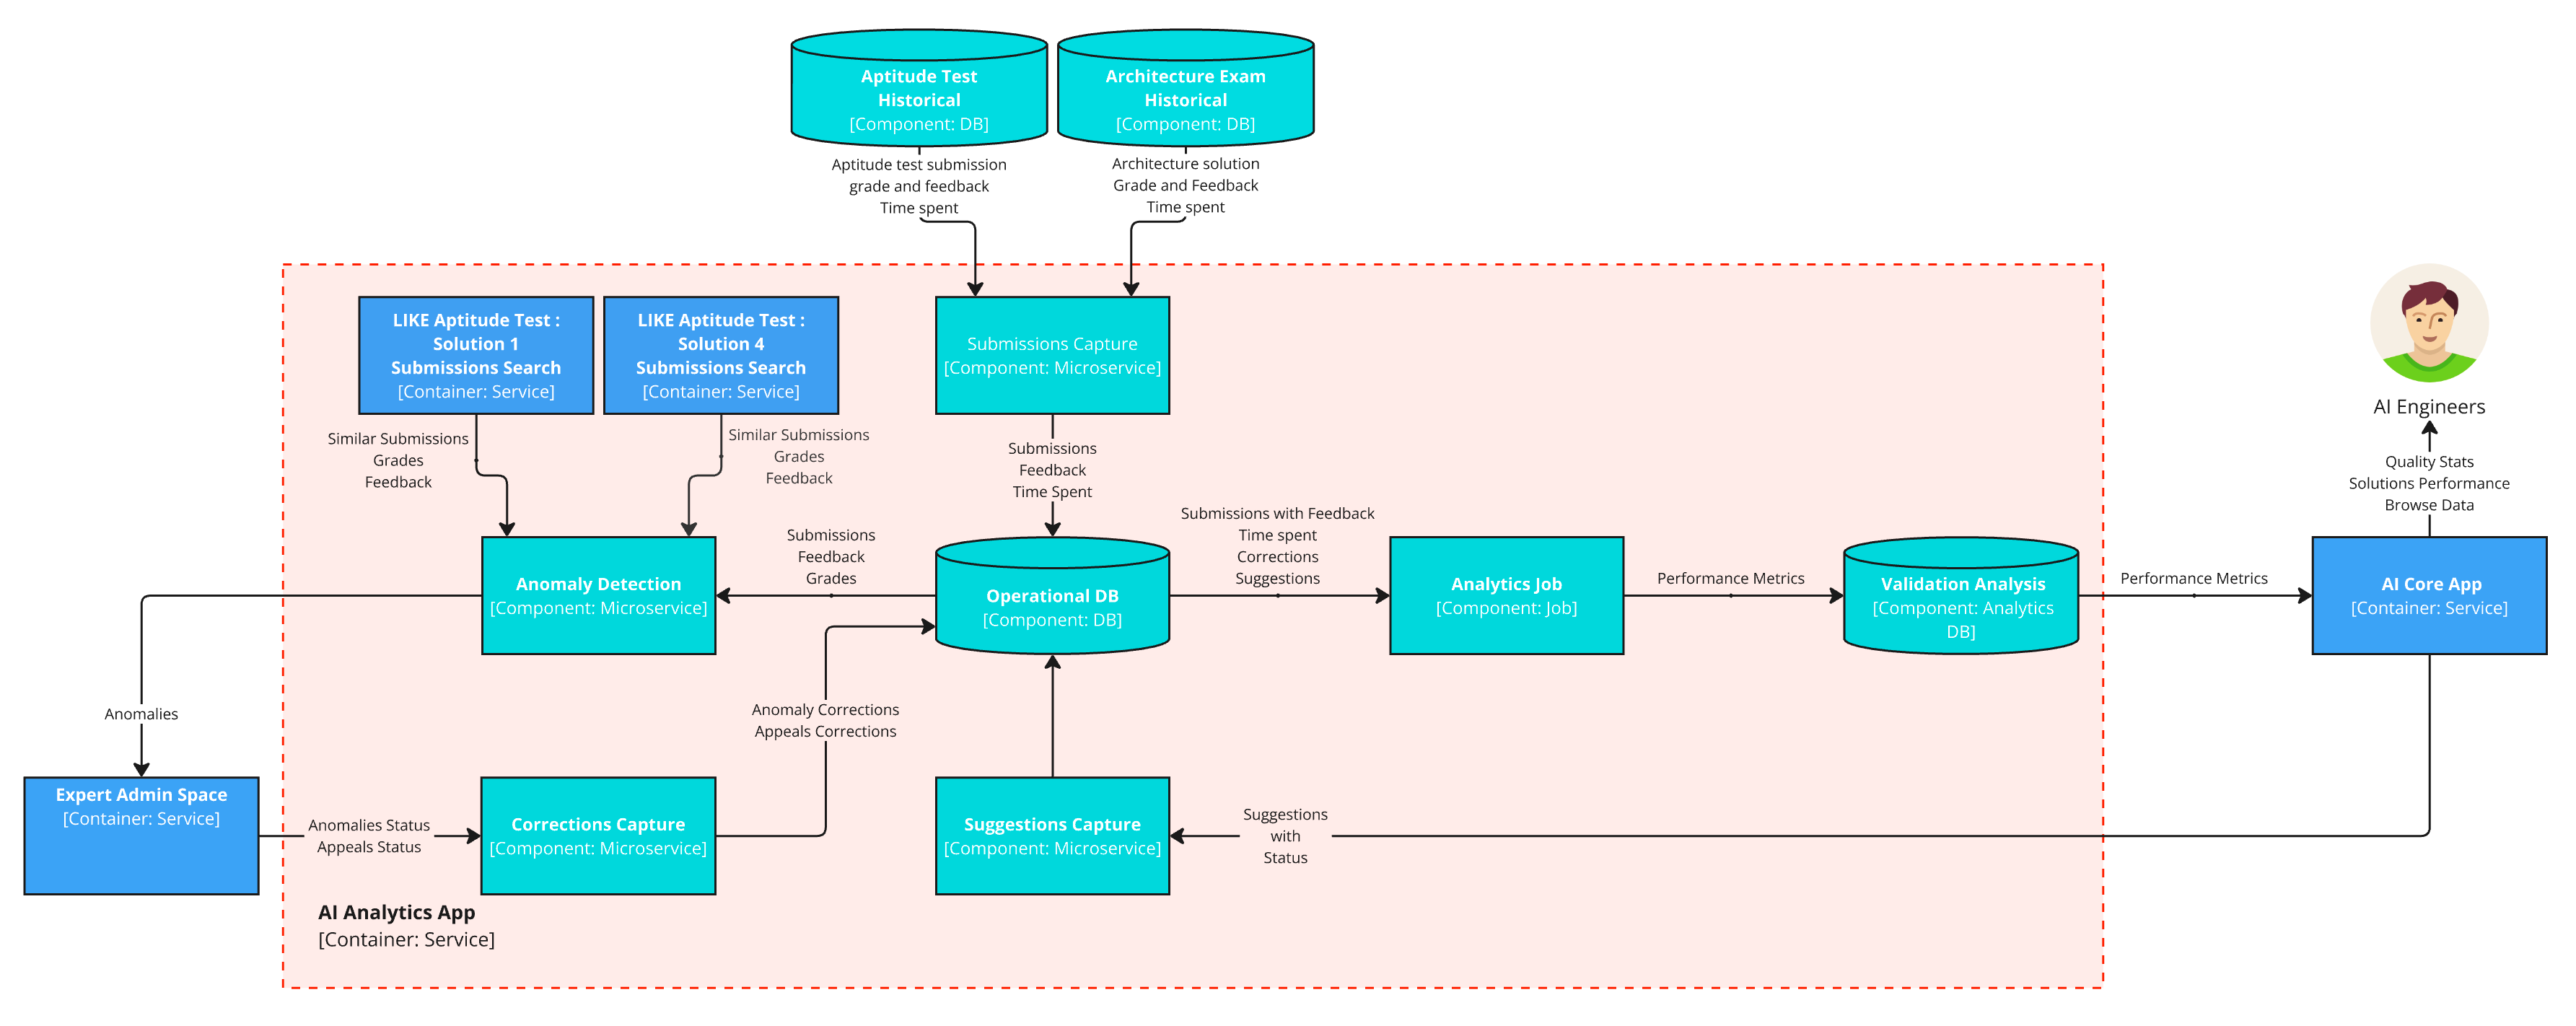 Aptitude Test
Historical
[Component: DB]
Architecture Exam
Historical
[Component: DB]
Aptitude test submission
grade and feedback
Time spent
Architecture solution
Grade and Feedback
Time spent
LIKE Aptitude Test :
Solution 1
Submissions Search
[Container: Service]
LIKE Aptitude Test :
Solution 4
Submissions Search
[Container: Service]
Submissions Capture
[Component: Microservice]
AI Engineers
Similar Submissions
Grades
Feedback
Similar Submissions
Grades
Feedback
Submissions
Feedback
Time Spent
Quality Stats
Solutions Performance
Browse Data
Submissions
Feedback
Grades
Submissions with Feedback
Time spent
Corrections
Suggestions
Anomaly Detection
[Component: Microservice]
Operational DB
[Component: DB]
Analytics Job
[Component: Job]
Performance Metrics
Validation Analysis
[Component: Analytics
DB]
Performance Metrics
AI Core App
[Container: Service]
Anomalies
Anomaly Corrections
Appeals Corrections
Expert Admin Space
[Container: Service]
Anomalies Status
Appeals Status
Corrections Capture
[Component: Microservice]
Suggestions Capture
[Component: Microservice]
Suggestions
with
Status
AI Analytics App
[Container: Service]